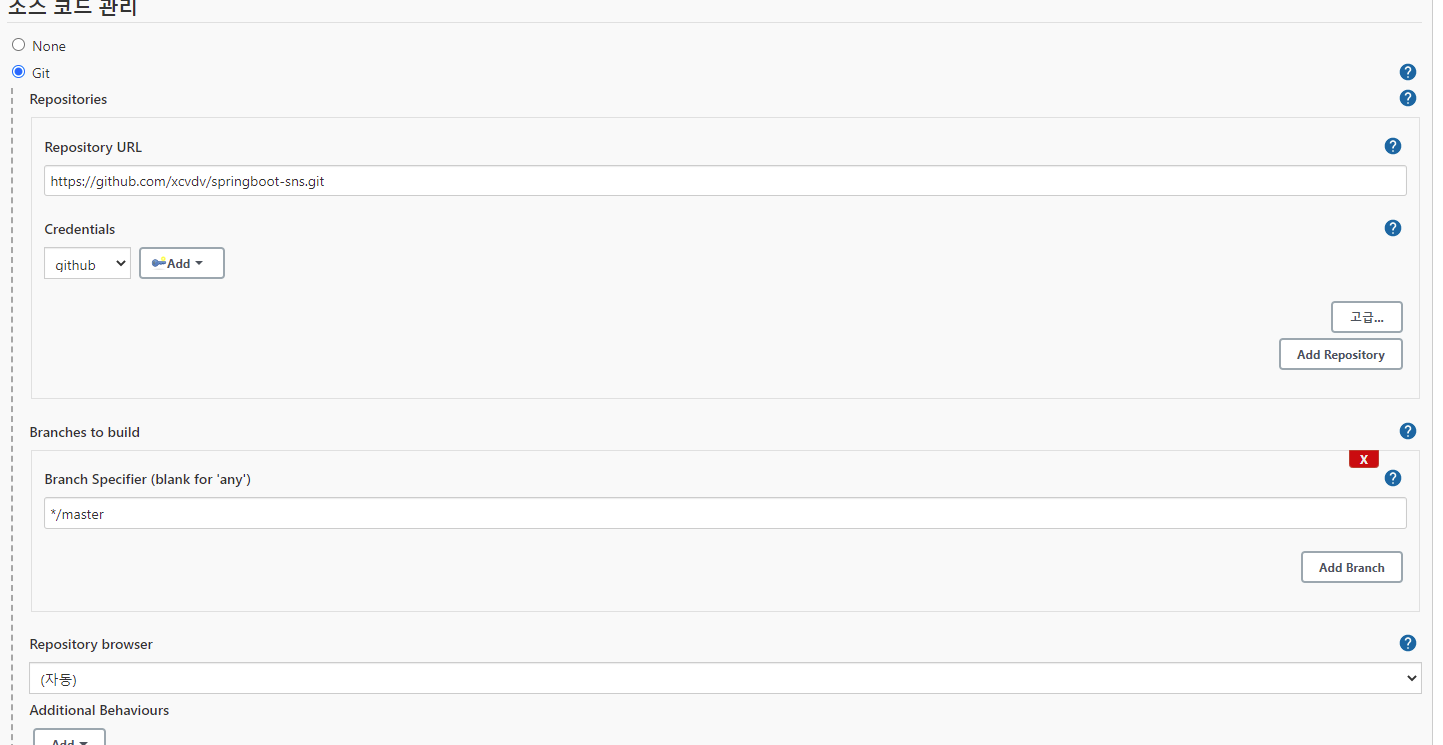 소스 코드 관리
None
Git
Repositories
Repository URL
https://github.com/xcvdv/springboot-sns.git
Credentials
github
Add
고급...
Add Repository
Branches to build
X
Branch Specifier (blank for 'any')
*/master
Add Branch
Repository browser
(자동)
Additional Behaviours
Add